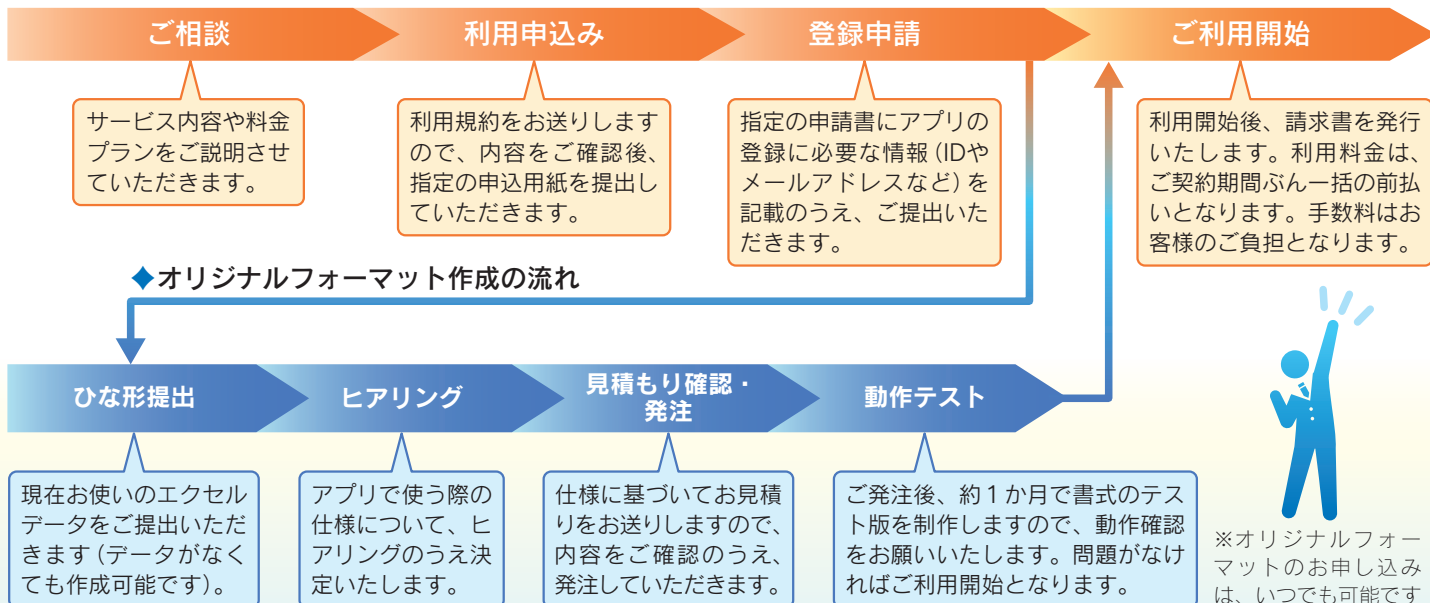 ご相談
利用申込み
登録申請
ご利用開始
サービス内容や料金
プランをご説明させ
ていただきます。
利用規約をお送りします
ので、内容をご確認後、
指定の申込用紙を提出し
ていただきます。
指定の申請書にアプリの
登録に必要な情報(IDや
メールアドレスなど)を
記載のうえ、ご提出いた
だきます。
利用開始後、請求書を発行
いたします。利用料金は、
ご契約期間ぶん一括の前払
いとなります。手数料はお
客様のご負担となります。
◆オリジナルフォーマット作成の流れ
ひな形提出
ヒアリング
見積もり確認・
発注
動作テスト
現在お使いのエクセル
データをご提出いただ
きます(データがなく
ても作成可能です)。
アプリで使う際の
仕様について、ヒ
アリングのうえ決
定いたします。
仕様に基づいてお見積
りをお送りしますので、
内容をご確認のうえ、
発注していただきます。
ご発注後、約1か月で書式のテス
ト版を制作しますので、動作確認
をお願いいたします。問題がなけ
ればご利用開始となります。
※オリジナルフォー
マットのお申し込み
は、いつでも可能です